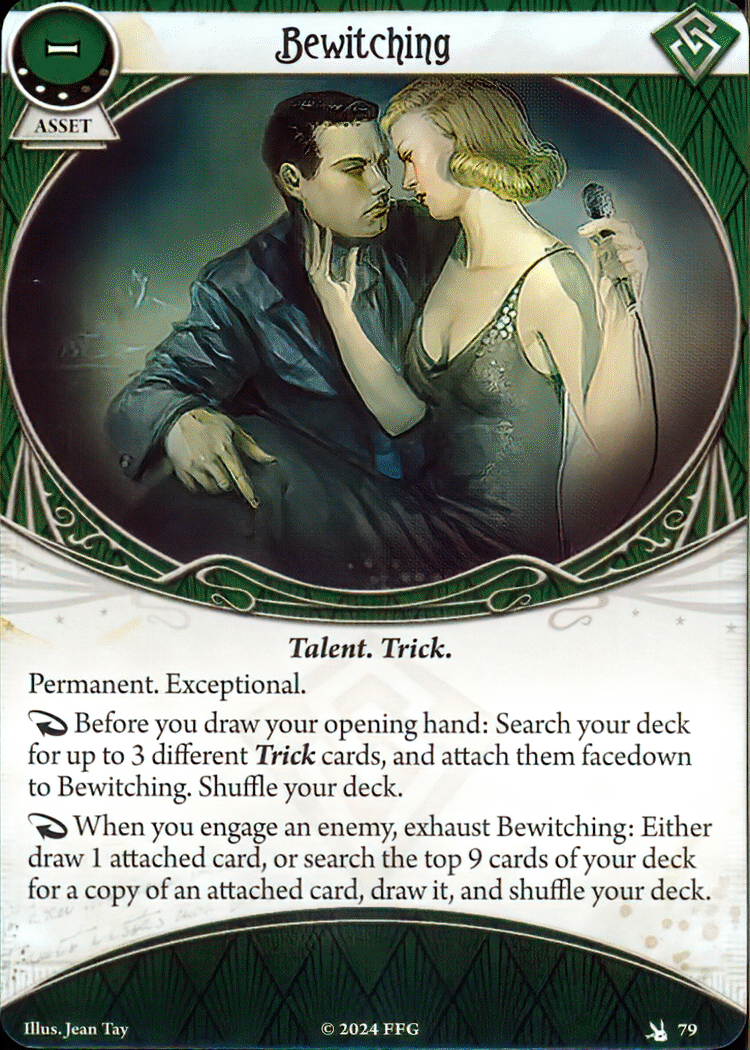 Bewitching
ASSET
Talent. Trick.
Permanent. Exceptional.
Before you draw your opening hand: Search your deck
for up to 3 different Trick cards, and attach them facedown
to Bewitching. Shuffle your deck.
When you engage an enemy, exhaust Bewitching: Either
draw 1 attached card, or search the top 9 cards of your deck
for a copy of an attached card, draw it, and shuffle your deck.
Illus. Jean Tay
© 2024 FFG
79